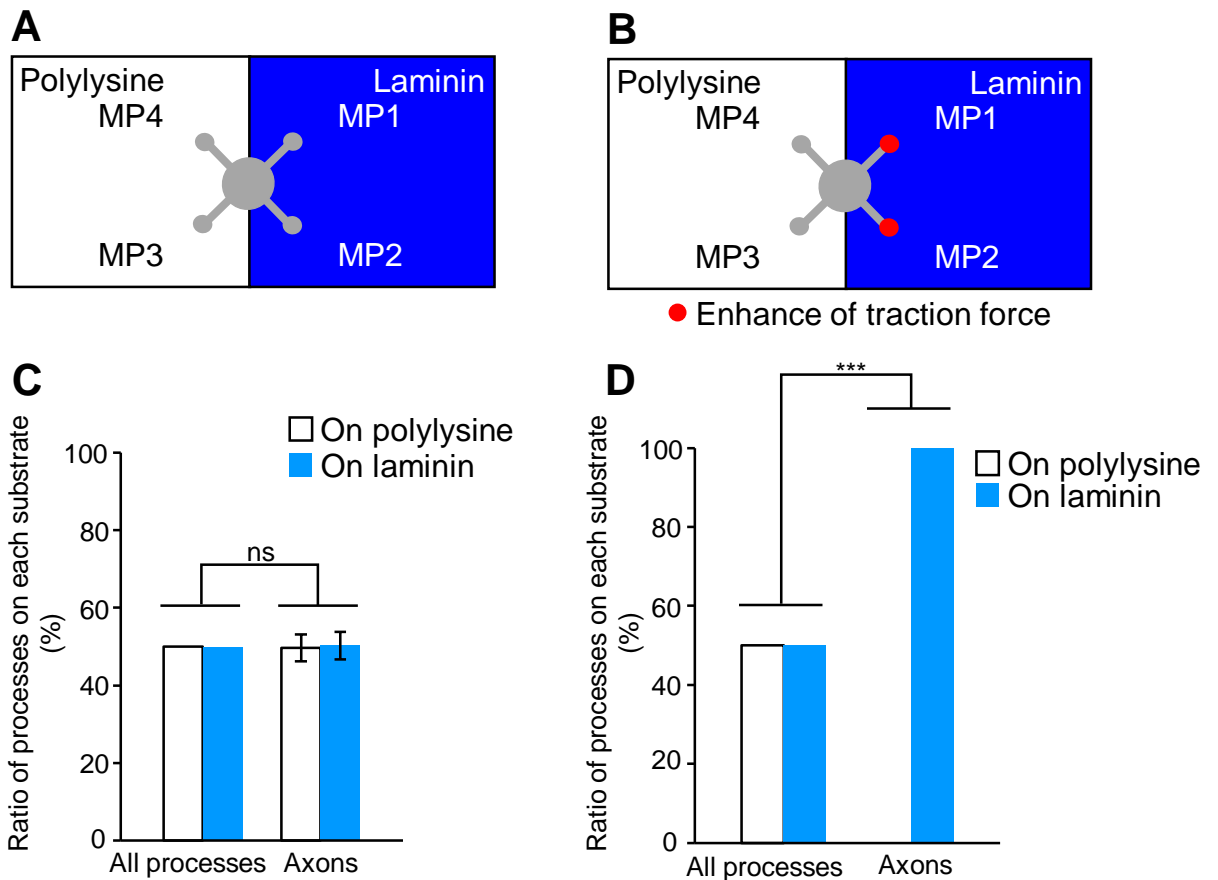 A
Polylysine
Laminin
MP4
MP1
MP3
MP2
B
Polylysine
Laminin
MP4
MP1
MP3
MP2
Enhance of traction force
C
On polylysine
On laminin
Ratio of processes on each substrate
(%)
100
80
60
40
20
0
ns
All processes
Axons
D
***
On polylysine
On laminin
Ratio of processes on each substrate
(%)
100
80
60
40
20
0
All processes
Axons